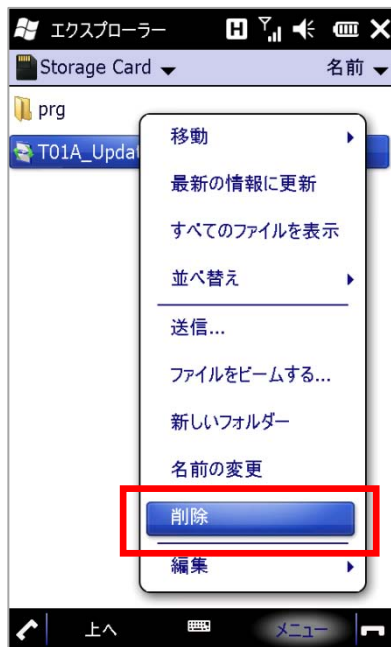 エクスプローラー H
Storage Card 名前
prg
T01A_Updat
移動
最新の情報に更新
すべてのファイルを表示
並べ替え
送信...
ファイルをビームする...
新しいフォルダー
名前の変更
削除
編集
上へ メニュー